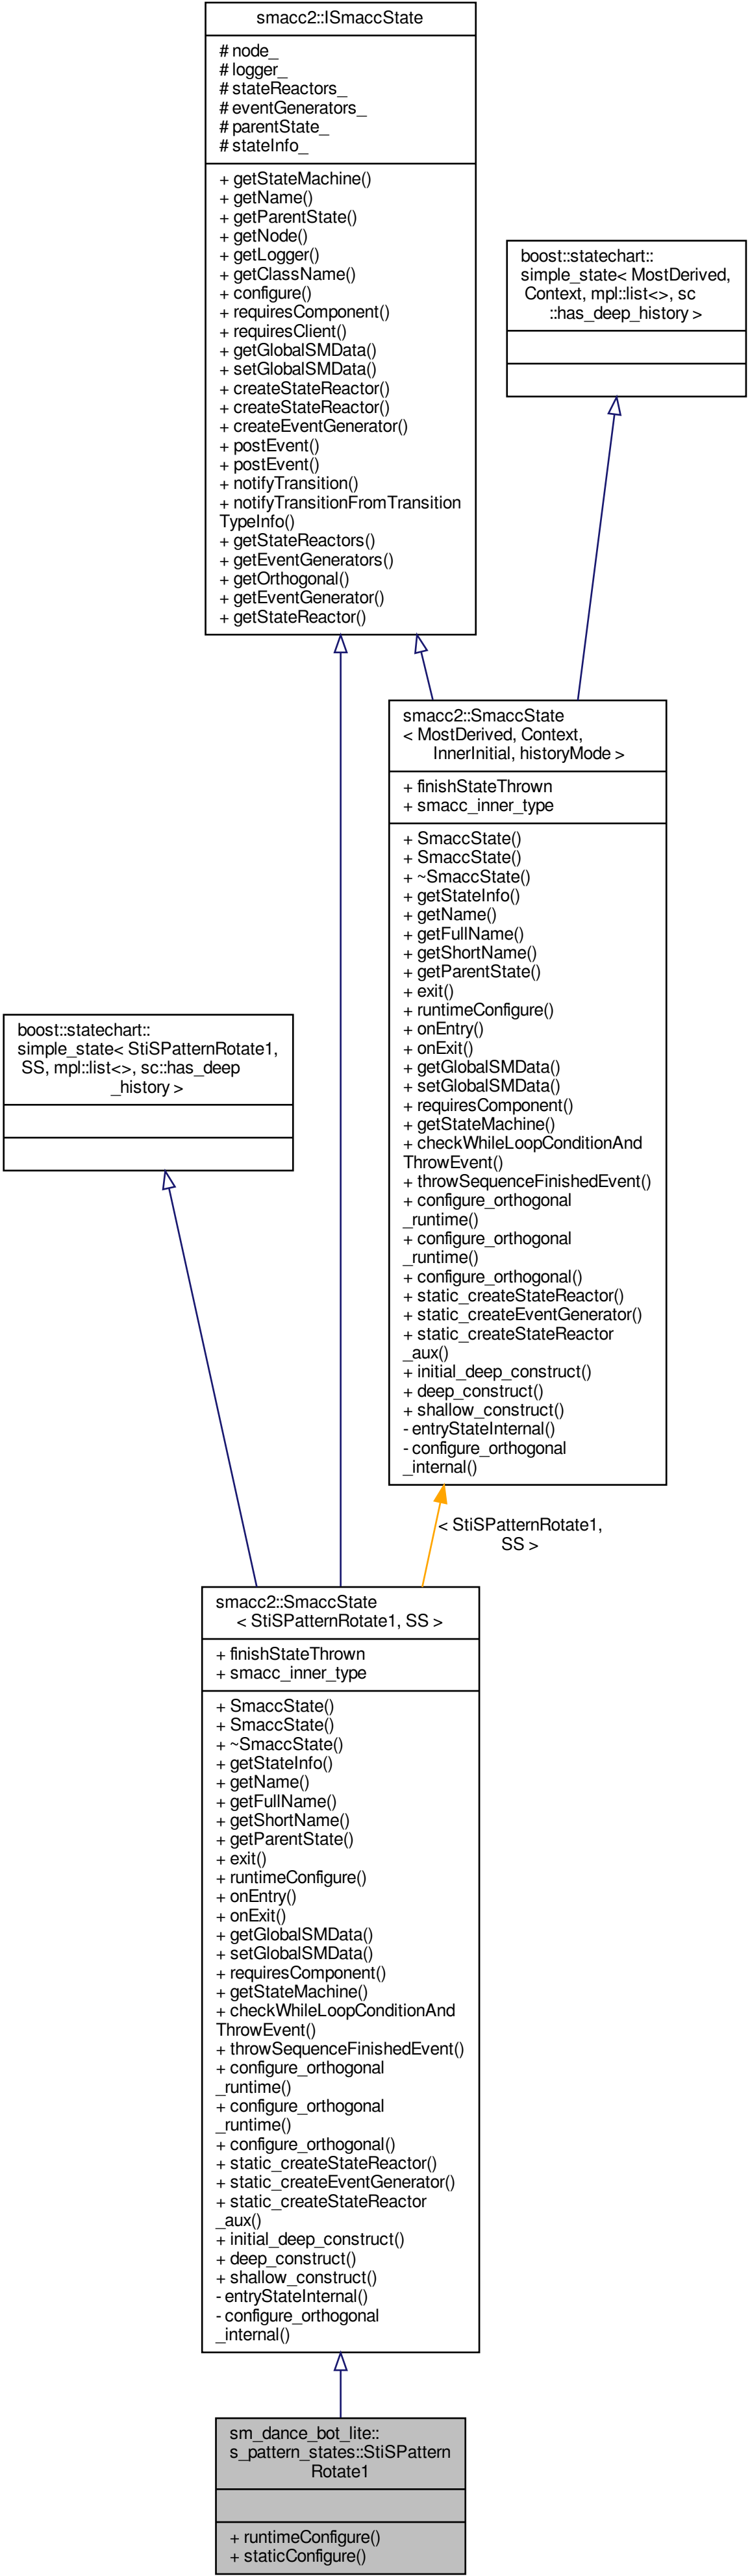 smacc2::ISmaccState
# node_
# logger_
# stateReactors_
# eventGenerators_
# parentState_
# stateInfo_
+ getStateMachine()
+ getName()
+ getParentState()
+ getNode()
+ getLogger()
+ getClassName()
+ configure()
+ requiresComponent()
+ requiresClient()
+ getGlobalSMData()
+ setGlobalSMData()
+ createStateReactor()
+ createStateReactor()
+ createEventGenerator()
+ postEvent()
+ postEvent()
+ notifyTransition()
+ notifyTransitionFromTransition
TypeInfo()
+ getStateReactors()
+ getEventGenerators()
+ getOrthogonal()
+ getEventGenerator()
+ getStateReactor()
boost::statechart::
simple_state< MostDerived,
Context, mpl::list<>, sc
::has_deep_history >
smacc2::SmaccState
< MostDerived, Context,
InnerInitial, historyMode >
+ finishStateThrown
+ smacc_inner_type
+ SmaccState()
+ SmaccState()
+ ~SmaccState()
+ getStateInfo()
+ getName()
+ getFullName()
+ getShortName()
+ getParentState()
+ exit()
+ runtimeConfigure()
+ onEntry()
+ onExit()
+ getGlobalSMData()
+ setGlobalSMData()
+ requiresComponent()
+ getStateMachine()
+ checkWhileLoopConditionAnd
ThrowEvent()
+ throwSequenceFinishedEvent()
+ configure_orthogonal
_runtime()
+ configure_orthogonal
_runtime()
+ configure_orthogonal()
+ static_createStateReactor()
+ static_createEventGenerator()
+ static_createStateReactor
_aux()
+ initial_deep_construct()
+ deep_construct()
+ shallow_construct()
- entryStateInternal()
- configure_orthogonal
_internal()
boost::statechart::
simple_state< StiSPatternRotate1,
SS, mpl::list<>, sc::has_deep
_history >
< StiSPatternRotate1,
SS >
smacc2::SmaccState
< StiSPatternRotate1, SS >
+ finishStateThrown
+ smacc_inner_type
+ SmaccState()
+ SmaccState()
+ ~SmaccState()
+ getStateInfo()
+ getName()
+ getFullName()
+ getShortName()
+ getParentState()
+ exit()
+ runtimeConfigure()
+ onEntry()
+ onExit()
+ getGlobalSMData()
+ setGlobalSMData()
+ requiresComponent()
+ getStateMachine()
+ checkWhileLoopConditionAnd
ThrowEvent()
+ throwSequenceFinishedEvent()
+ configure_orthogonal
_runtime()
+ configure_orthogonal
_runtime()
+ configure_orthogonal()
+ static_createStateReactor()
+ static_createEventGenerator()
+ static_createStateReactor
_aux()
+ initial_deep_construct()
+ deep_construct()
+ shallow_construct()
- entryStateInternal()
- configure_orthogonal
_internal()
sm_dance_bot_lite::
s_pattern_states::StiSPattern
Rotate1
+ runtimeConfigure()
+ staticConfigure()